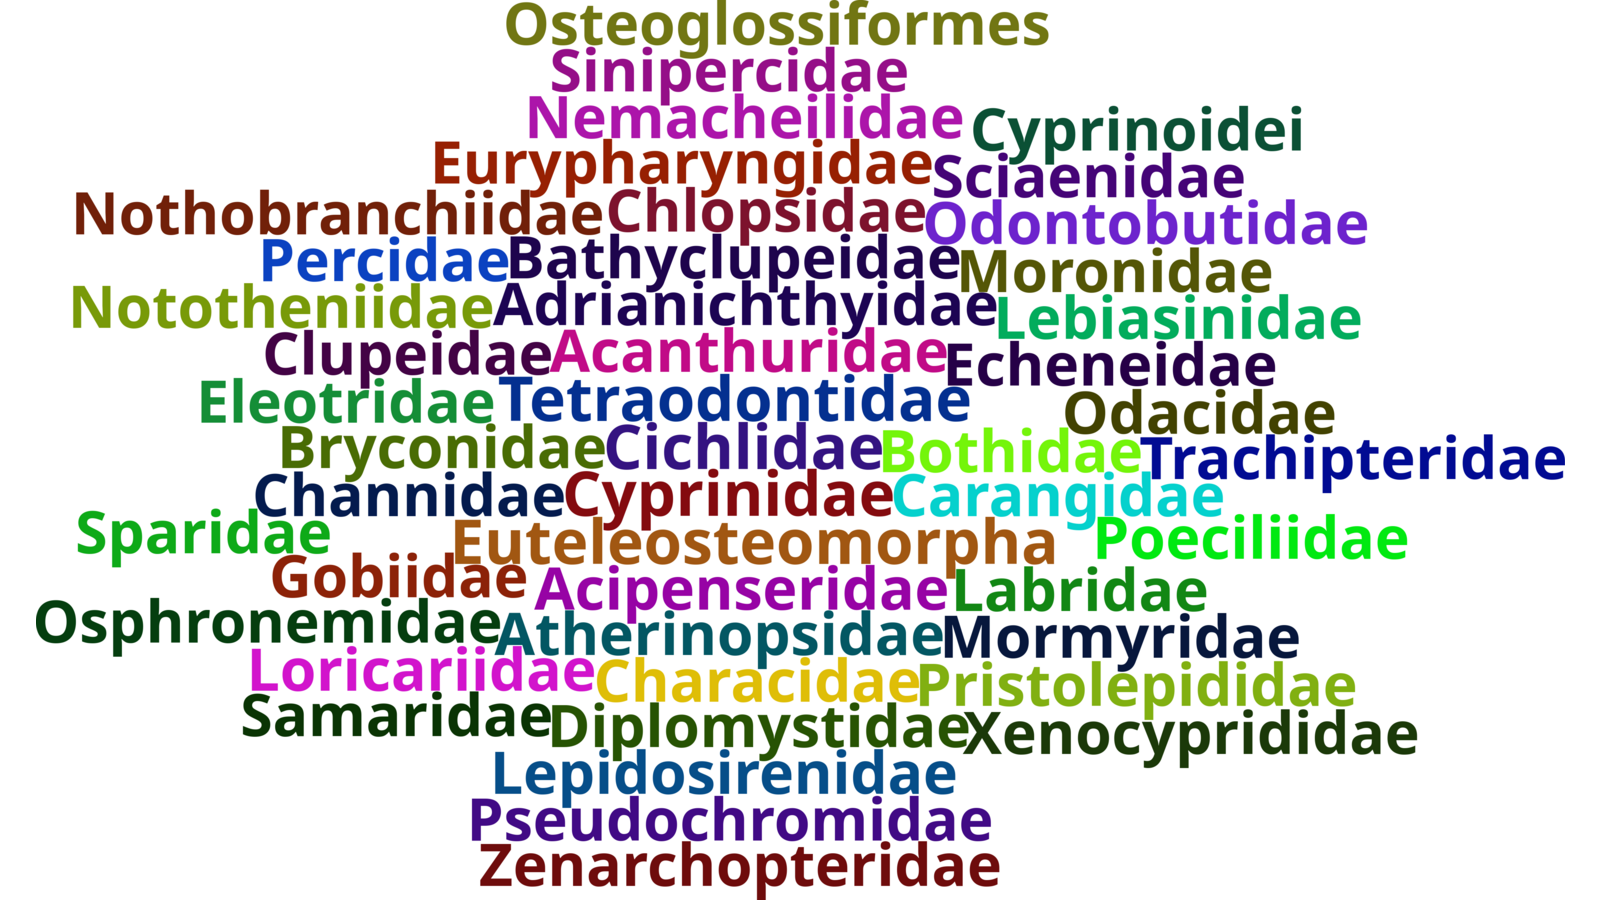 Osteoglossiformes
Sinipercidae
Nemacheilidae Cyprinoidei
Eurypharyngidae Sciaenidae
Nothobranchiidae Chlopsidae Odontobutidae
Percidae Bathyclupeidae Moronidae
Nototheniidae Adrianichthyidae Lebiasinidae
Clupeidae Acanthuridae Echeneidae
Eleotridae Tetraodontidae Odacidae
Bryconidae Cichlidae Bothidae Trachipteridae
Channidae Cyprinidae Carangidae
Sparidae Euteleosteomorpha Poeciliidae
Gobiidae Acipenseridae Labridae
Osphronemidae Atherinopsidae Mormyridae
Loricariidae Characidae Pristolepididae
Samaridae Diplomystidae Xenocyprididae
Lepidosirenidae
Pseudochromidae
Zenarchopteridae